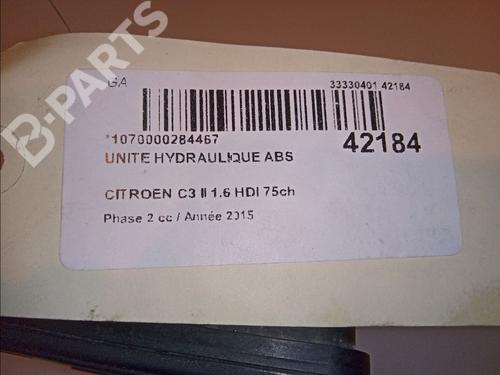 B-PARTS
GA
33330401 42184
*1070000284467
42184
UNITE HYDRAULIQUE ABS
CITROEN C3 II 1.6 HDI 75ch
Phase 2 cc / Année 2015